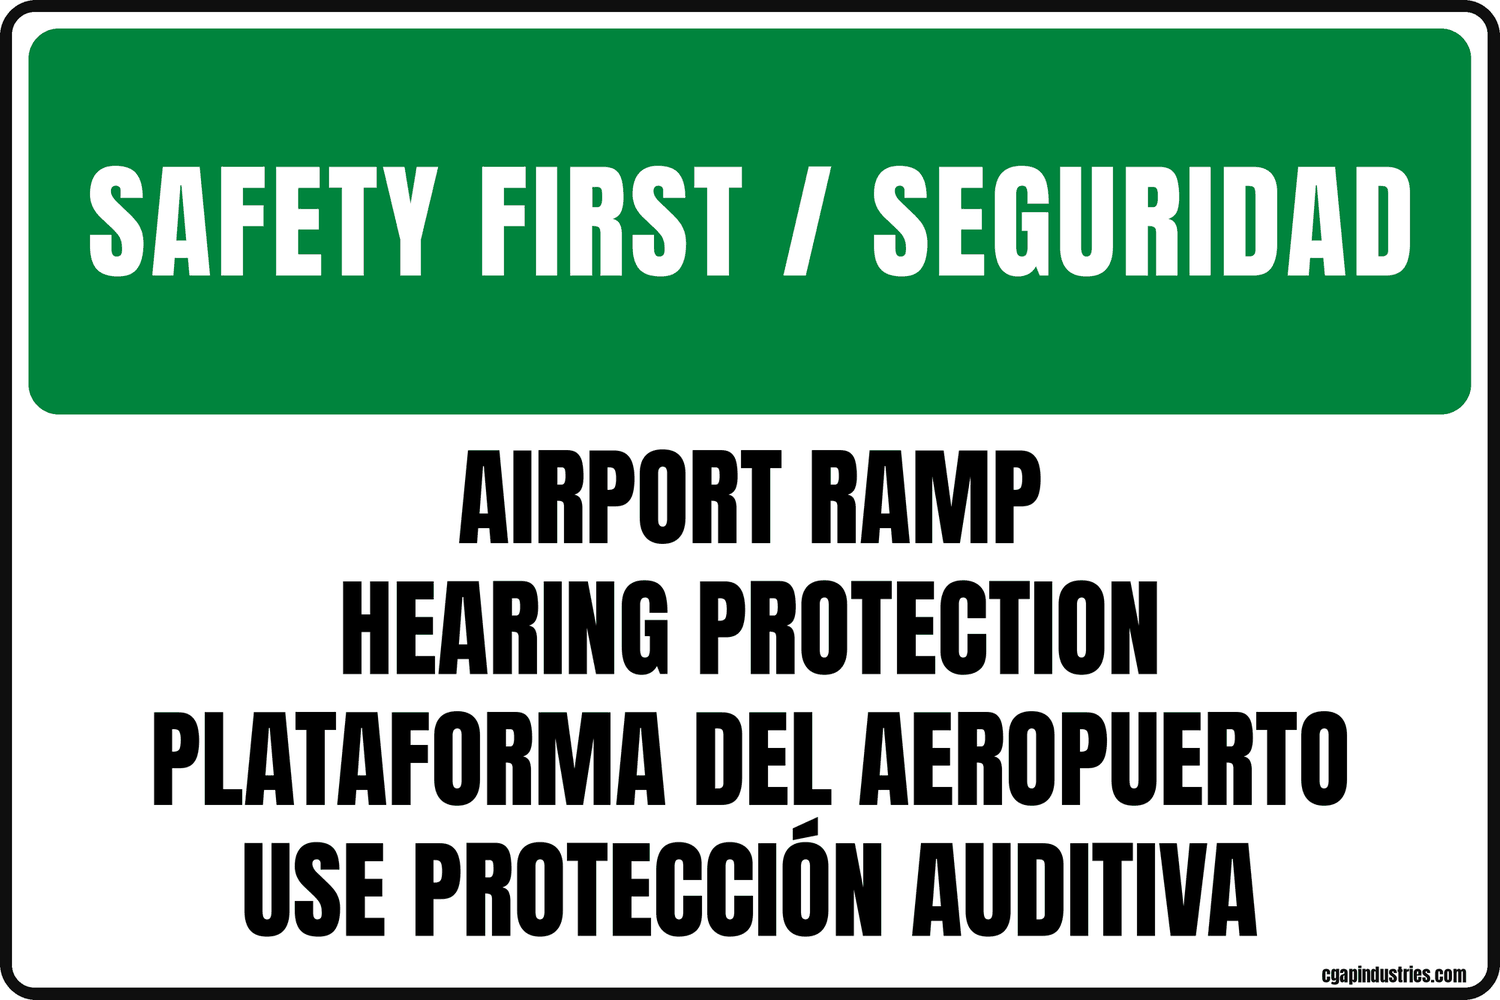 SAFETY FIRST / SEGURIDAD
AIRPORT RAMP
HEARING PROTECTION
PLATAFORMA DEL AEROPUERTO
USE PROTECCIÓN AUDITIVA
cgapindustries.com